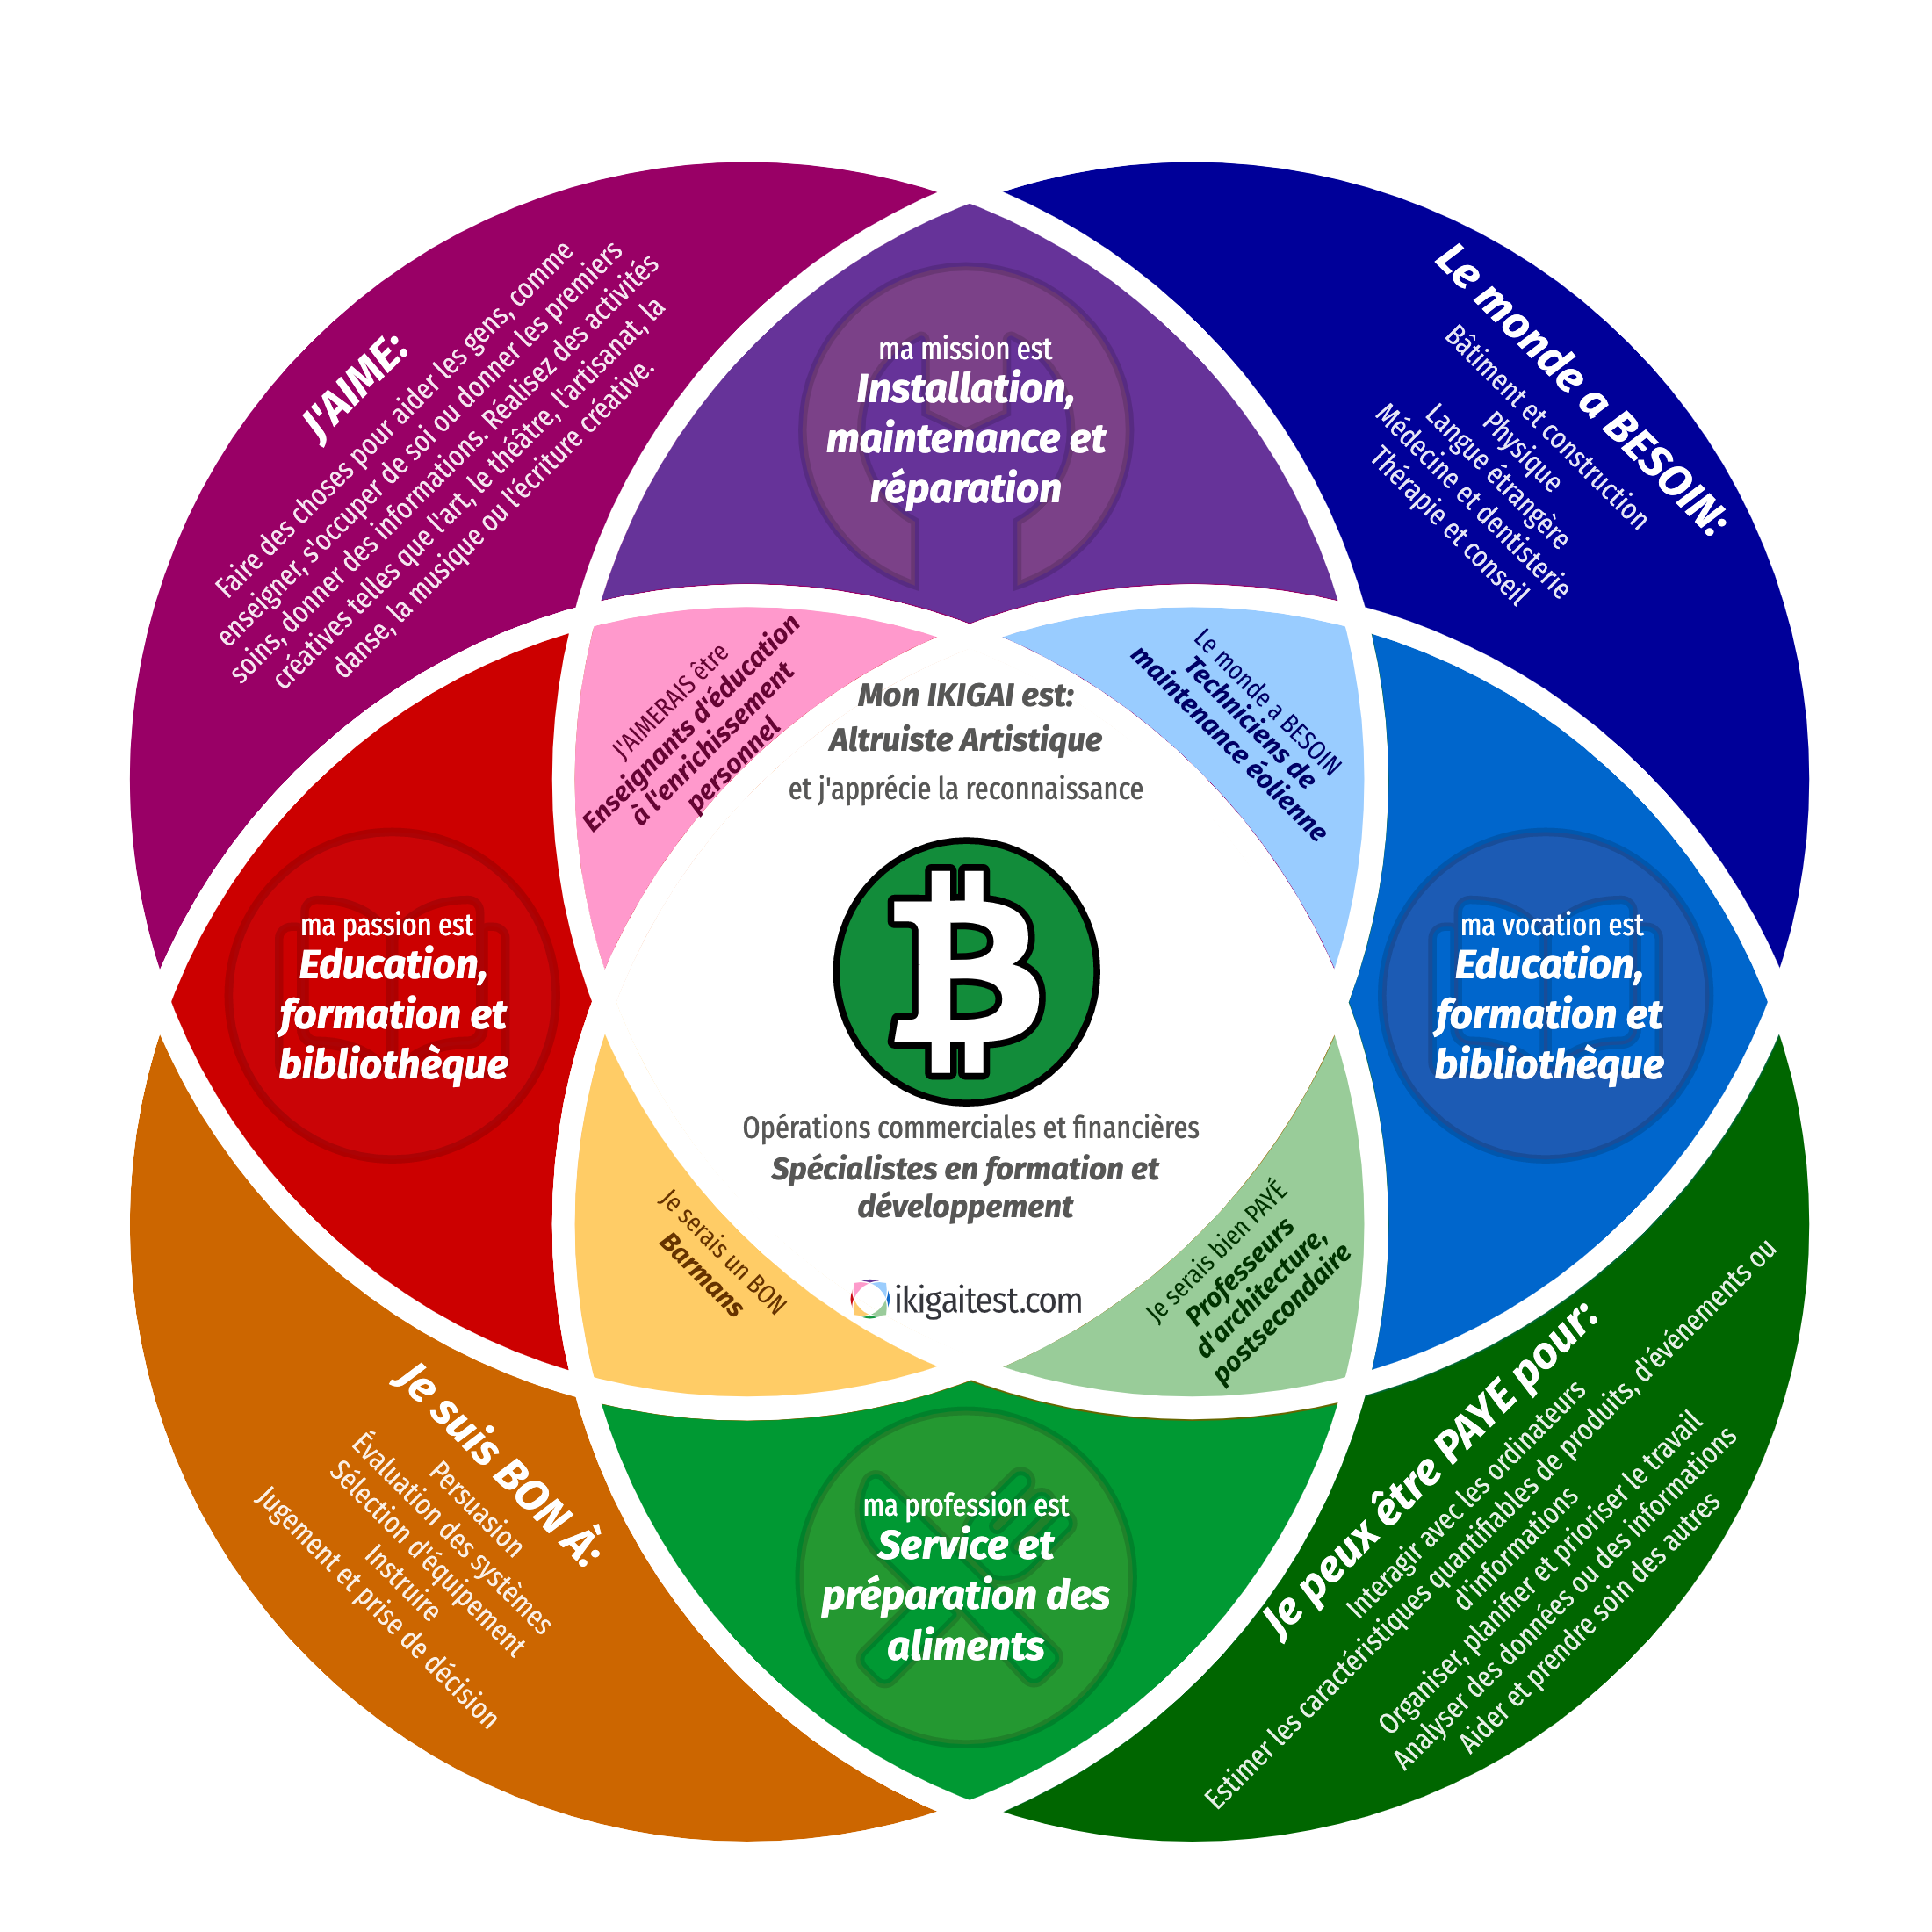 J'AIME:
Faire des choses pour aider les gens, comme
enseigner, s'occuper de soi ou donner les premiers
soins, donner des informations. Réalisez des activités
créatives telles que l'art, le théâtre, l'artisanat, la
danse, la musique ou l'écriture créative.
ma mission est
Installation,
maintenance et
réparation
Le monde a BESOIN:
Bâtiment et construction
Physique
Langue étrangère
Médecine et dentisterie
Thérapie et conseil
J'AIMERAIS être
Enseignants d'éducation
à l'enrichissement
personnel
Mon IKIGAI est:
Altruiste Artistique
et j'apprécie la reconnaissance
Le monde a BESOIN
Techniciens de
maintenance éolienne
ma passion est
Education,
formation et
bibliothèque
B
ma vocation est
Education,
formation et
bibliothèque
Opérations commerciales et financières
Spécialistes en formation et
développement
Je serais un BON
Barmans
ikigaitest.com
Je serais bien PAYÉ
Professeurs
d'architecture,
postsecondaire
Je suis BON À:
Persuasion
Évaluation des systèmes
Sélection d'équipement
Instruire
Jugement et prise de décision
ma profession est
Service et
préparation des
aliments
Je peux être PAYE pour:
Interagir avec les ordinateurs
Estimer les caractéristiques quantifiables de produits, d'événements ou
d'informations
Organiser, planifier et prioriser le travail
Analyser des données ou des informations
Aider et prendre soin des autres